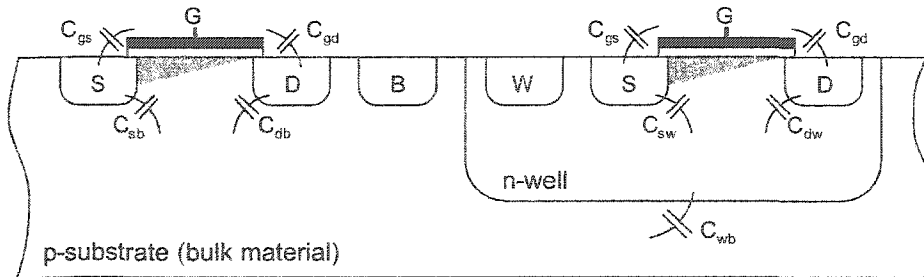 G G
C_gs C_gd C_gs C_gd
S D B W S D
C_sb C_db C_sw C_dw
n-well
C_wb
p-substrate (bulk material)